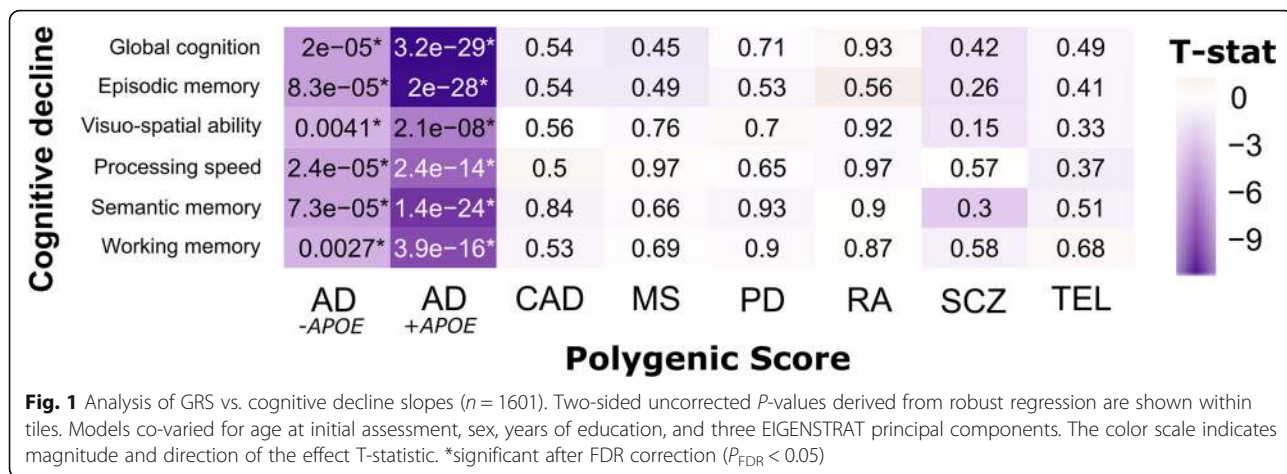 Cognitive decline
Global cognition 2e−05* 3.2e−29* 0.54 0.45 0.71 0.93 0.42 0.49
Episodic memory 8.3e−05* 2e−28* 0.54 0.49 0.53 0.56 0.26 0.41
Visuo-spatial ability 0.0041* 2.1e−08* 0.56 0.76 0.7 0.92 0.15 0.33
Processing speed 2.4e−05* 2.4e−14* 0.5 0.97 0.65 0.97 0.57 0.37
Semantic memory 7.3e−05* 1.4e−24* 0.84 0.66 0.93 0.9 0.3 0.51
Working memory 0.0027* 3.9e−16* 0.53 0.69 0.9 0.87 0.58 0.68
AD AD CAD MS PD RA SCZ TEL
-APOE +APOE
Polygenic Score
T-stat
0
−3
−6
−9
Fig. 1 Analysis of GRS vs. cognitive decline slopes (n = 1601). Two-sided uncorrected P-values derived from robust regression are shown within
tiles. Models co-varied for age at initial assessment, sex, years of education, and three EIGENSTRAT principal components. The color scale indicates
magnitude and direction of the effect T-statistic. *significant after FDR correction (PFDR < 0.05)